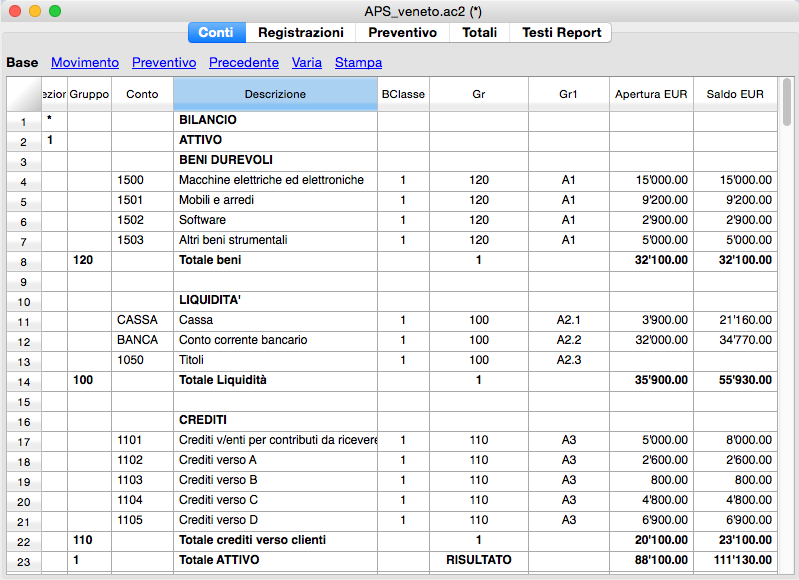 APS_veneto.ac2 (*)
Conti Registrazioni Preventivo Totali Testi Report
Base Movimento Preventivo Precedente Varia Stampa
ezior Gruppo Conto Descrizione BClasse Gr Gr1 Apertura EUR Saldo EUR
1 * BILANCIO
2 1 ATTIVO
3 BENI DUREVOLI
4 1500 Macchine elettriche ed elettroniche 1 120 A1 15'000.00 15'000.00
5 1501 Mobili e arredi 1 120 A1 9'200.00 9'200.00
6 1502 Software 1 120 A1 2'900.00 2'900.00
7 1503 Altri beni strumentali 1 120 A1 5'000.00 5'000.00
8 120 Totale beni 1 32'100.00 32'100.00
9
10 LIQUIDITA'
11 CASSA Cassa 1 100 A2.1 3'900.00 21'160.00
12 BANCA Conto corrente bancario 1 100 A2.2 32'000.00 34'770.00
13 1050 Titoli 1 100 A2.3
14 100 Totale Liquidità 1 35'900.00 55'930.00
15
16 CREDITI
17 1101 Crediti v/enti per contributi da ricevere 1 110 A3 5'000.00 8'000.00
18 1102 Crediti verso A 1 110 A3 2'600.00 2'600.00
19 1103 Crediti verso B 1 110 A3 800.00 800.00
20 1104 Crediti verso C 1 110 A3 4'800.00 4'800.00
21 1105 Crediti verso D 1 110 A3 6'900.00 6'900.00
22 110 Totale crediti verso clienti 1 20'100.00 23'100.00
23 1 Totale ATTIVO RISULTATO 88'100.00 111'130.00